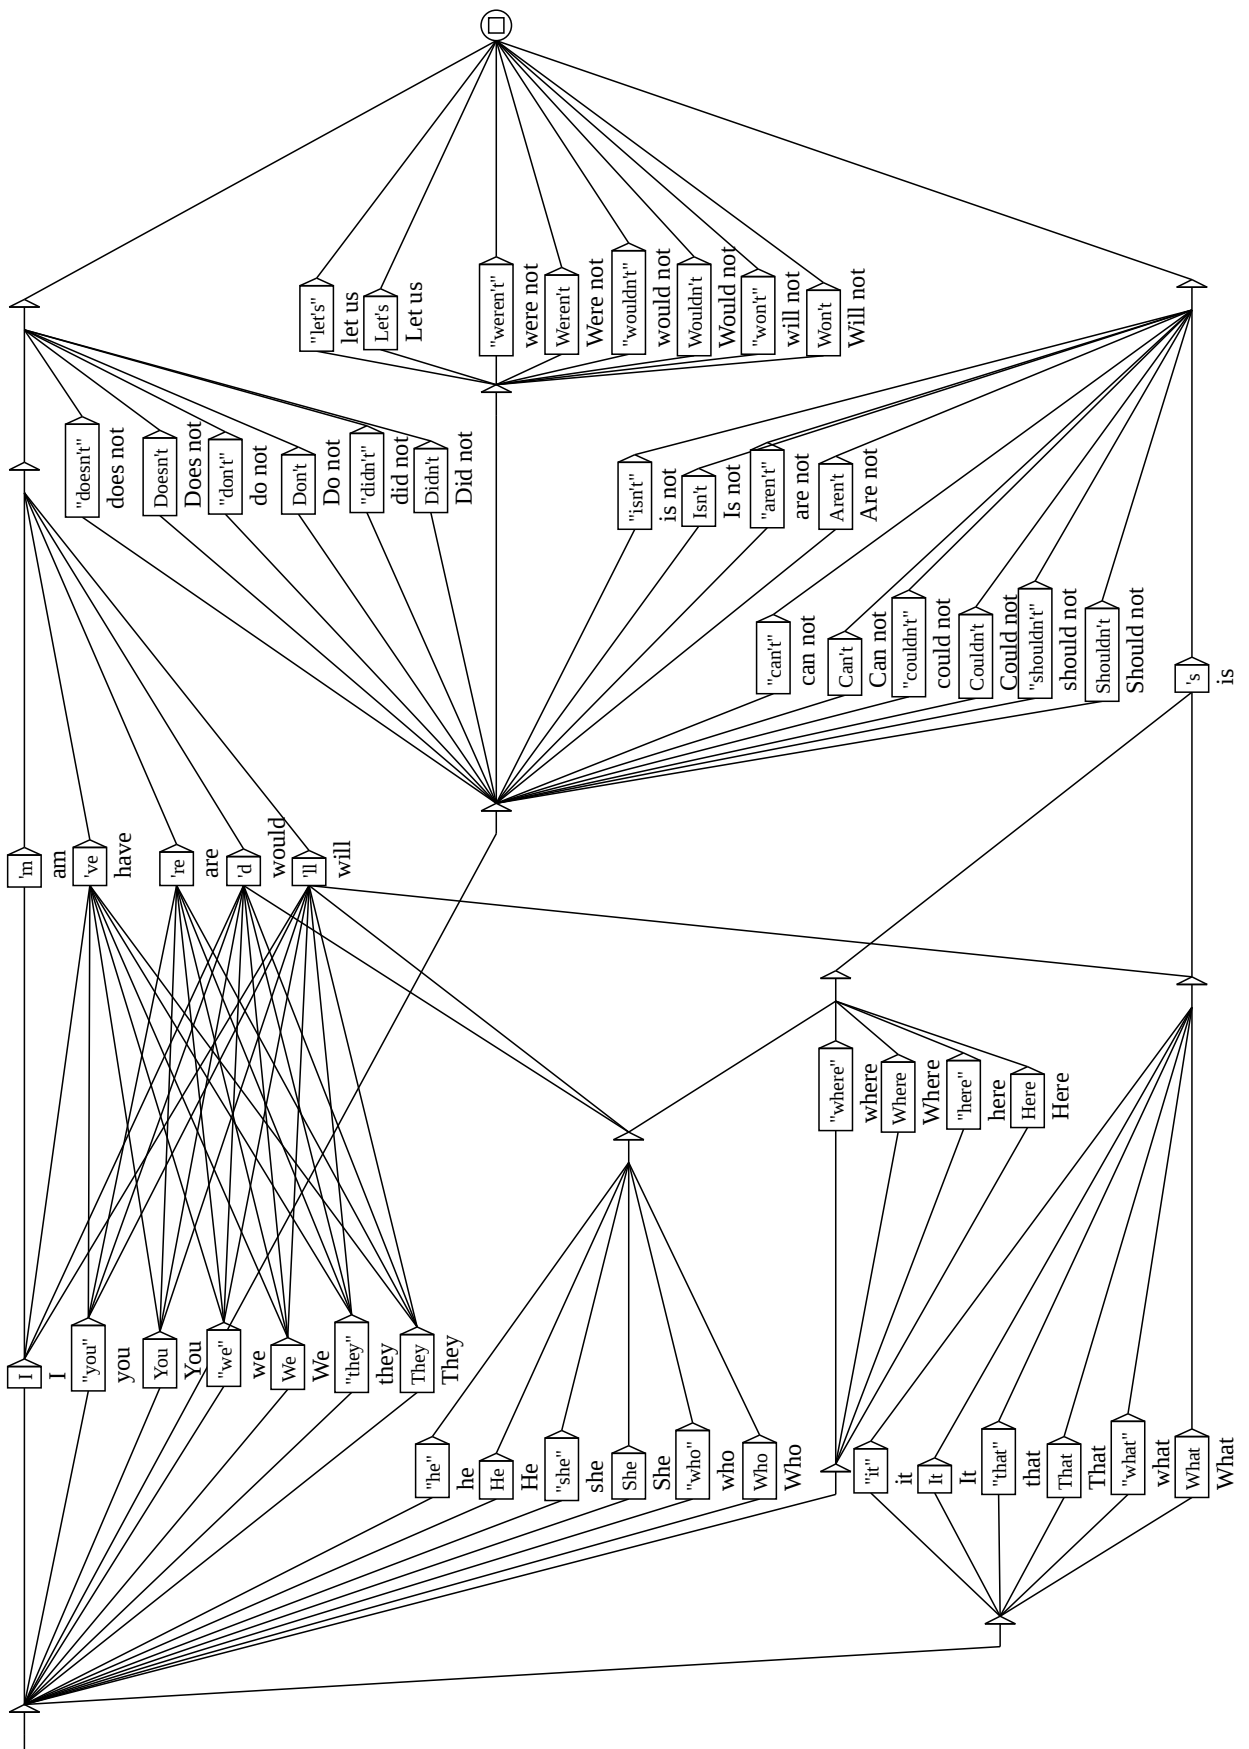 "let's"
let us
Let's
Let us
"weren't"
were not
Weren't
Were not
"wouldn't"
would not
Wouldn't
Would not
"won't"
will not
Won't
Will not
"doesn't"
does not
Doesn't
Does not
"don't"
do not
Don't
Do not
"didn't"
did not
Didn't
Did not
"isn't"
is not
Isn't
Is not
"aren't"
are not
Aren't
Are not
"can't"
can not
Can't
Can not
"couldn't"
could not
Couldn't
Could not
"shouldn't"
should not
Shouldn't
Should not
's
is
'm
am
've
have
're
are
'd
would
'll
will
"where"
where
Where
Where
"here"
here
Here
Here
I
I
"you"
you
You
You
"we"
we
We
We
"they"
they
They
They
"he"
he
He
He
"she"
she
She
She
"who"
who
Who
Who
"it"
it
It
It
"that"
that
That
That
"what"
what
What
What